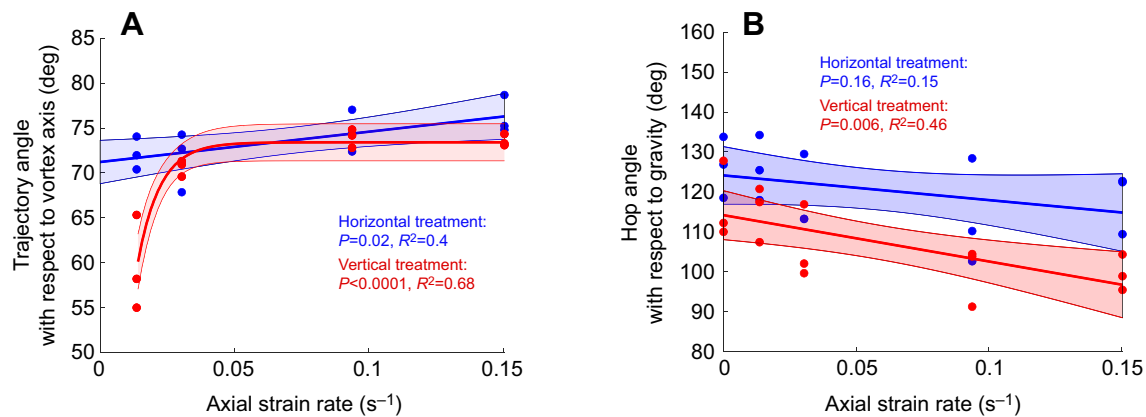 A
Trajectory angle
with respect to vortex axis (deg)
85
80
75
70
65
60
55
50
0
0.05
0.1
0.15
Axial strain rate (s⁻¹)
Horizontal treatment:
P=0.02, R²=0.4
Vertical treatment:
P<0.0001, R²=0.68
B
Hop angle
with respect to gravity (deg)
160
150
140
130
120
110
100
90
80
0
0.05
0.1
0.15
Axial strain rate (s⁻¹)
Horizontal treatment:
P=0.16, R²=0.15
Vertical treatment:
P=0.006, R²=0.46